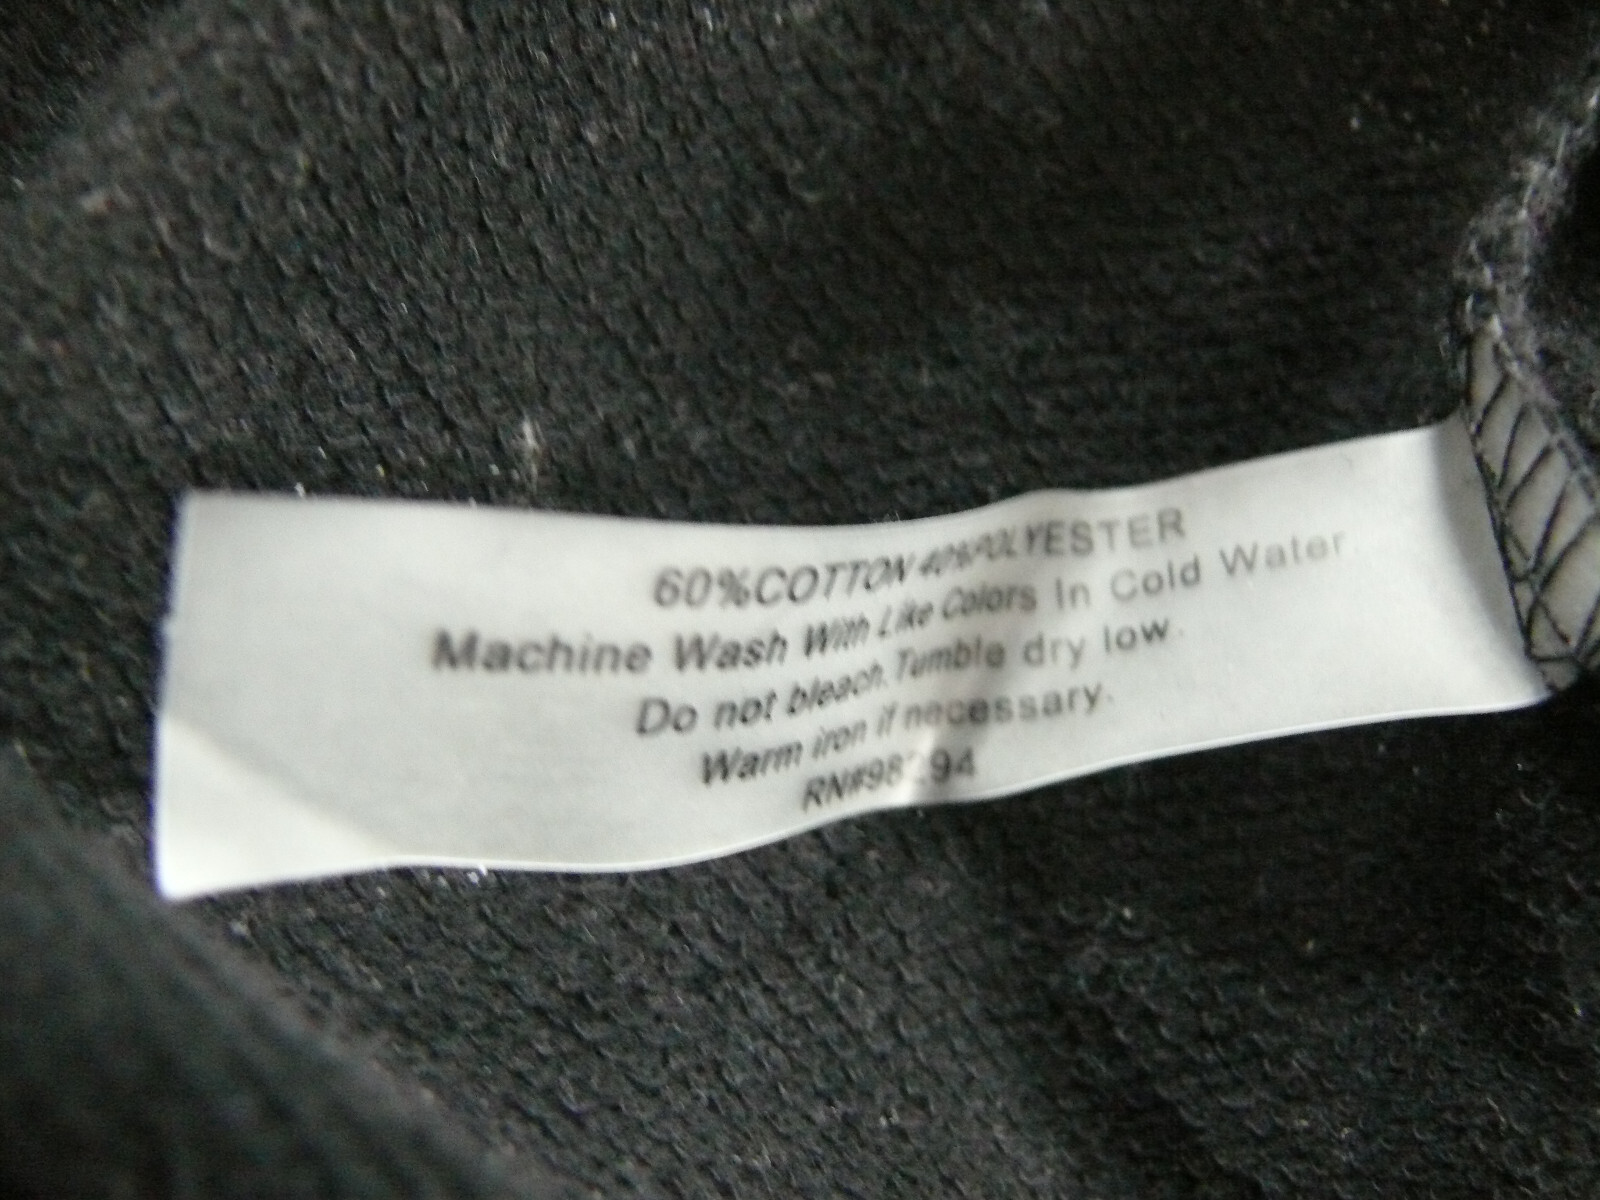 60%COTTON 40%POLYESTER
Machine Wash With Like Colors In Cold Water
Do not bleach. Tumble dry low.
Warm iron if necessary.